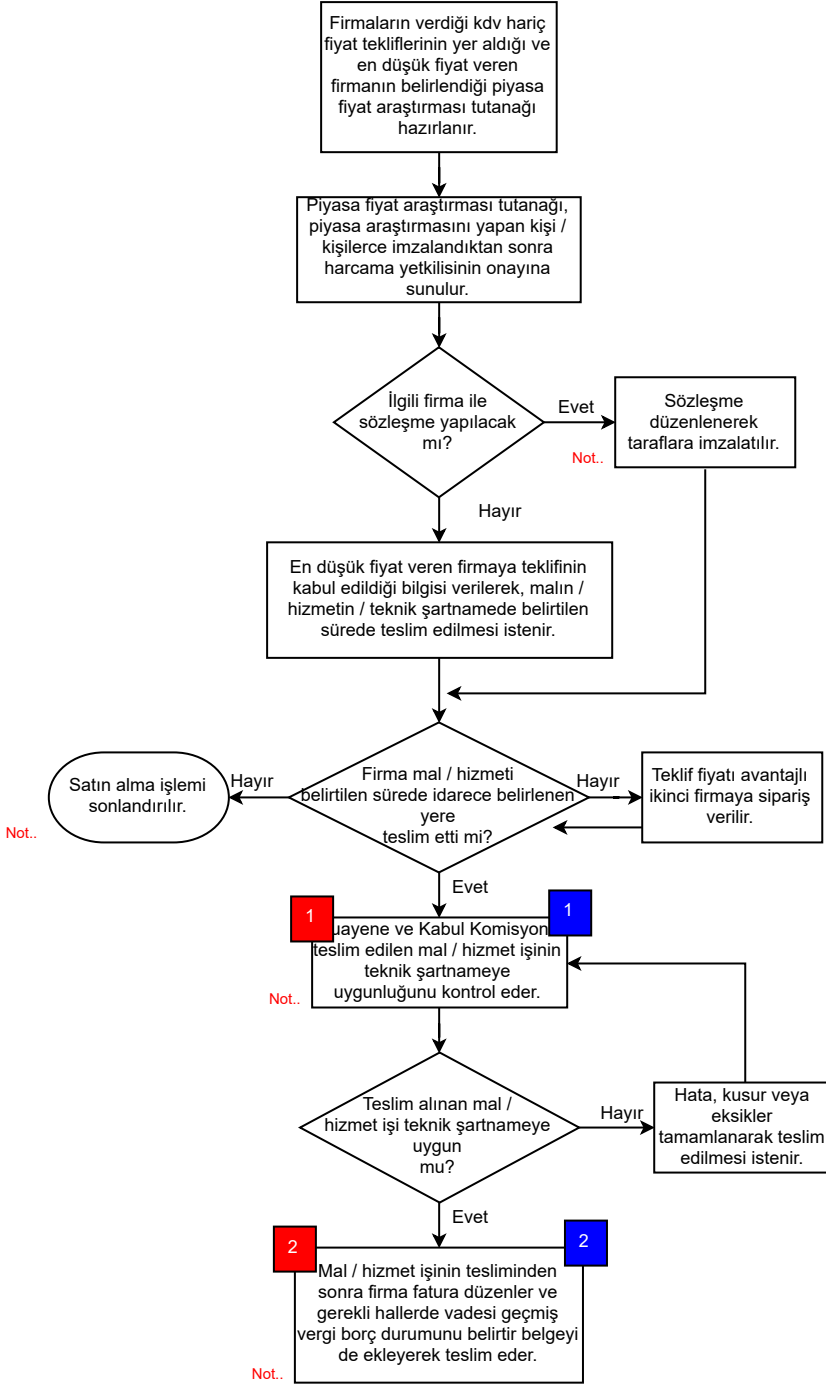 Firmaların verdiği kdv hariç
fiyat tekliflerinin yer aldığı ve
en düşük fiyat veren
firmanın belirlendiği piyasa
fiyat araştırması tutanağı
hazırlanır.
Piyasa fiyat araştırması tutanağı,
piyasa araştırmasını yapan kişi /
kişilerce imzalandıktan sonra
harcama yetkilisinin onayına
sunulur.
İlgili firma ile
sözleşme yapılacak
mı?
Evet
Sözleşme
düzenlenerek
taraflara imzalatılır.
Not..
Hayır
En düşük fiyat veren firmaya teklifinin
kabul edildiği bilgisi verilerek, malın /
hizmetin / teknik şartnamede belirtilen
sürede teslim edilmesi istenir.
Firma mal / hizmeti
belirtilen sürede idarece belirlenen
yere
teslim etti mi?
Hayır
Satın alma işlemi
sonlandırılır.
Not..
Hayır
Teklif fiyatı avantajlı
ikinci firmaya sipariş
verilir.
Evet
1
1
uayene ve Kabul Komisyon
teslim edilen mal / hizmet işinin
teknik şartnameye
uygunluğunu kontrol eder.
Not..
Teslim alınan mal /
hizmet işi teknik şartnameye
uygun
mu?
Hayır
Hata, kusur veya
eksikler
tamamlanarak teslim
edilmesi istenir.
Evet
2
2
Mal / hizmet işinin tesliminden
sonra firma fatura düzenler ve
gerekli hallerde vadesi geçmiş
vergi borç durumunu belirtir belgeyi
de ekleyerek teslim eder.
Not..